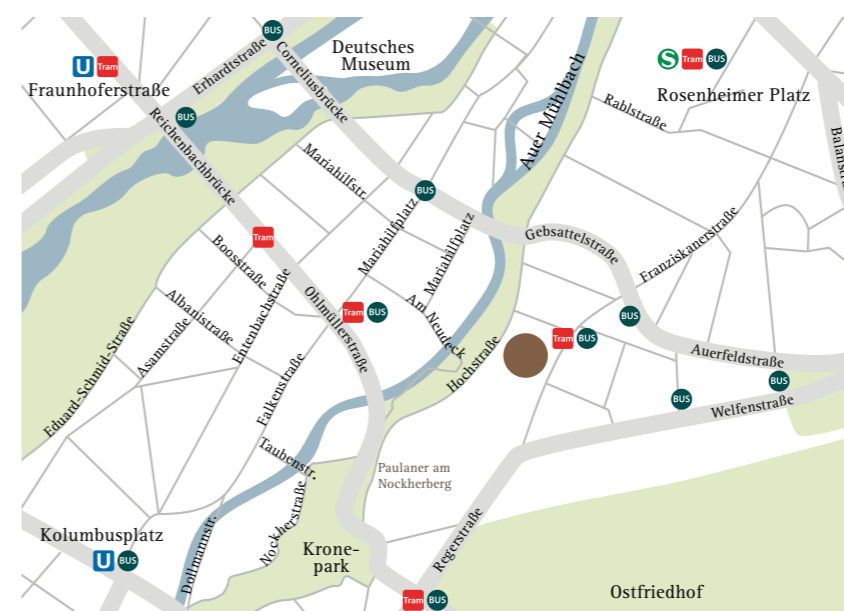 BUS
Deutsches
Museum
U Tram
Fraunhoferstraße
Erhardtstraße
Corneliusbrücke
S Tram BUS
Rosenheimer Platz
Auer Mühlbach
Rablstraße
BUS
Reichenbachbrücke
Mariahilfstr.
BUS
Mariahilfplatz
Mariahilfplatz
Gebsattelstraße
Franziskanerstraße
Tram
Boosstraße
Albanistraße
Asamstraße
Entenbachstraße
Ohlmüllerstraße
Tram BUS
Am Neudeck
Hochstraße
Tram BUS
BUS
Auerfeldstraße
BUS
BUS
Welfenstraße
Eduard-Schmid-Straße
Falkenstraße
Taubenstr.
Paulaner am
Nockherberg
Nockherstraße
Regerstraße
Kolumbusplatz
U BUS
Dollmannstr.
Krone-
park
Tram BUS
Ostfriedhof